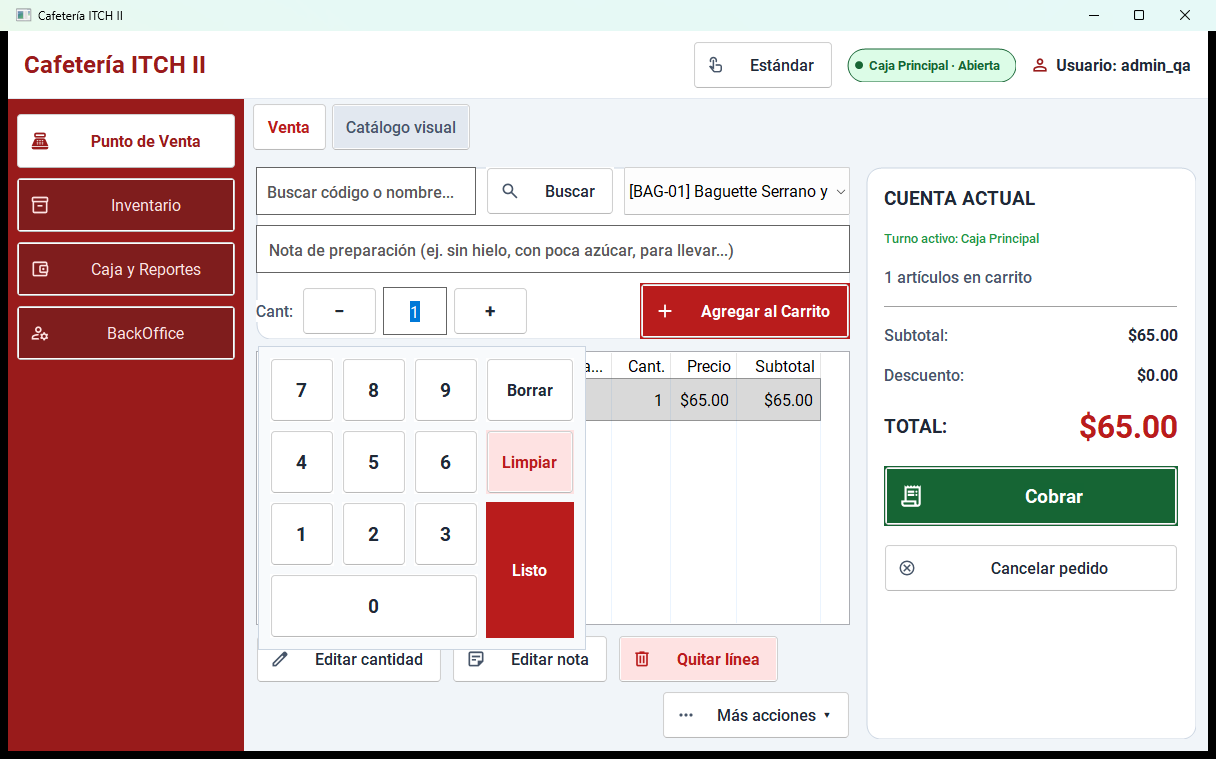 Cafetería ITCH II
Cafetería ITCH II
Estándar
Caja Principal · Abierta
Usuario: admin_qa
Punto de Venta
Inventario
Caja y Reportes
BackOffice
Venta
Catálogo visual
Buscar código o nombre...
Buscar
[BAG-01] Baguette Serrano y
Nota de preparación (ej. sin hielo, con poca azúcar, para llevar...)
Cant:
−
1
+
+ Agregar al Carrito
a... Cant. Precio Subtotal
1 $65.00 $65.00
7 8 9 Borrar
4 5 6 Limpiar
1 2 3 Listo
0
Editar cantidad
Editar nota
Quitar línea
Más acciones ▾
CUENTA ACTUAL
Turno activo: Caja Principal
1 artículos en carrito
Subtotal: $65.00
Descuento: $0.00
TOTAL: $65.00
Cobrar
Cancelar pedido